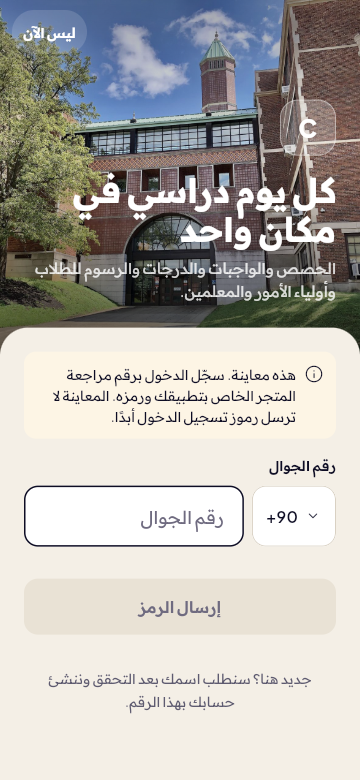 ليس الآن
C
كل يوم دراسي في
مكان واحد
الحصص والواجبات والدرجات والرسوم للطلاب
وأولياء الأمور والمعلمين.
هذه معاينة. سجّل الدخول برقم مراجعة
المتجر الخاص بتطبيقك ورمزه. المعاينة لا
ترسل رموز تسجيل الدخول أبدًا.
رقم الجوال
+90
رقم الجوال
إرسال الرمز
جديد هنا؟ سنطلب اسمك بعد التحقق وننشئ
حسابك بهذا الرقم.